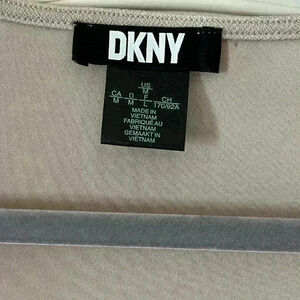 DKNY
US
M
CA D F CH
M M L 170/92A
MADE IN
VIETNAM
FABRIQUÉ AU
VIETNAM
GEMAAKT IN
VIETNAM